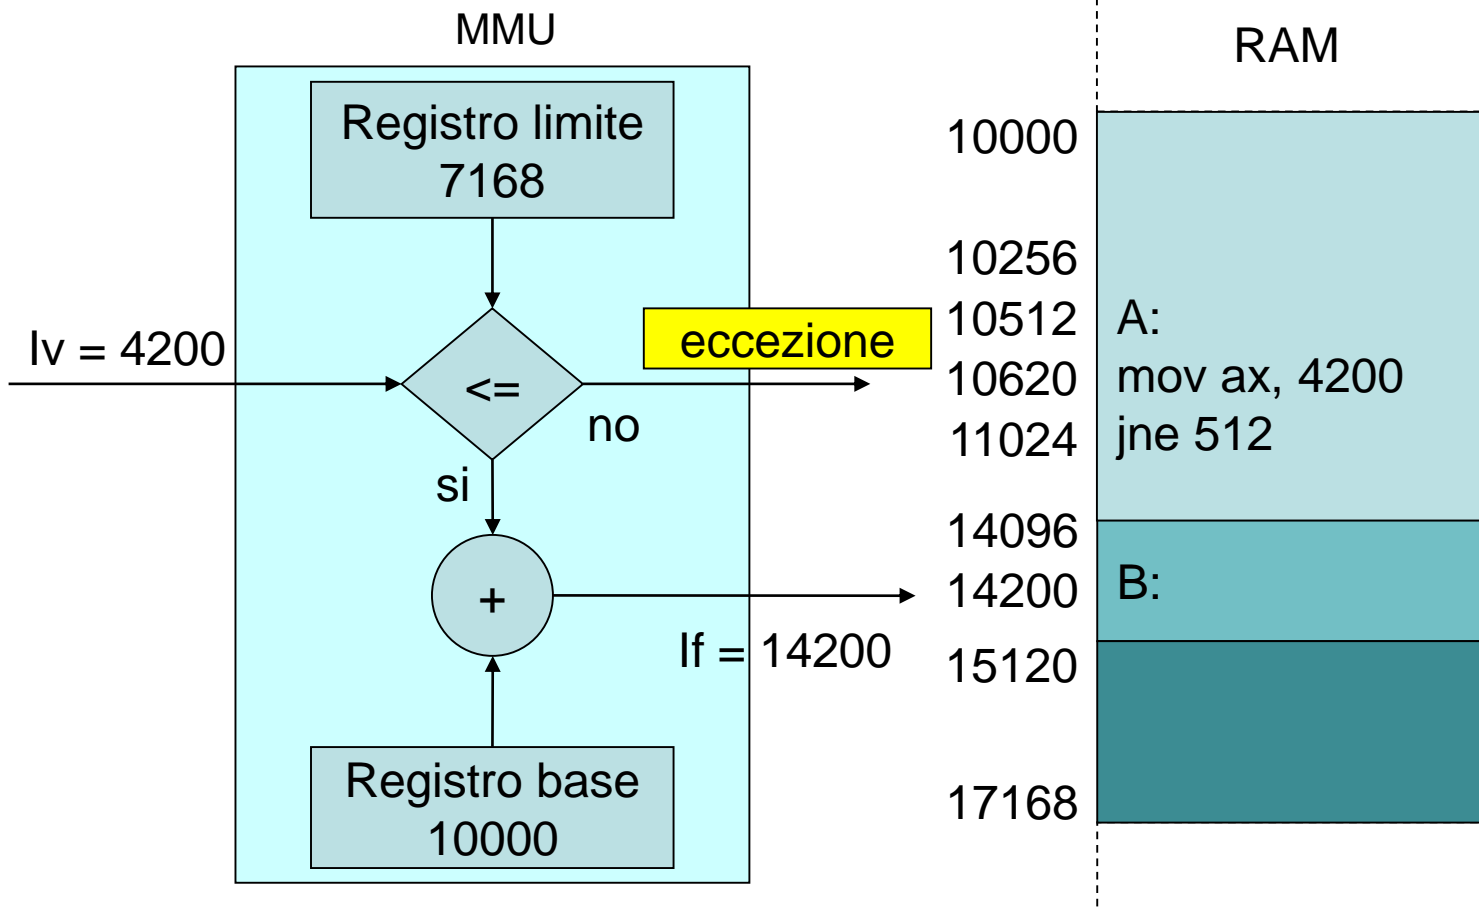 MMU
Registro limite
7168
Iv = 4200
<=
eccezione
no
si
+
If = 14200
Registro base
10000
RAM
10000
10256
10512
A:
10620
mov ax, 4200
11024
jne 512
14096
14200
B:
15120
17168